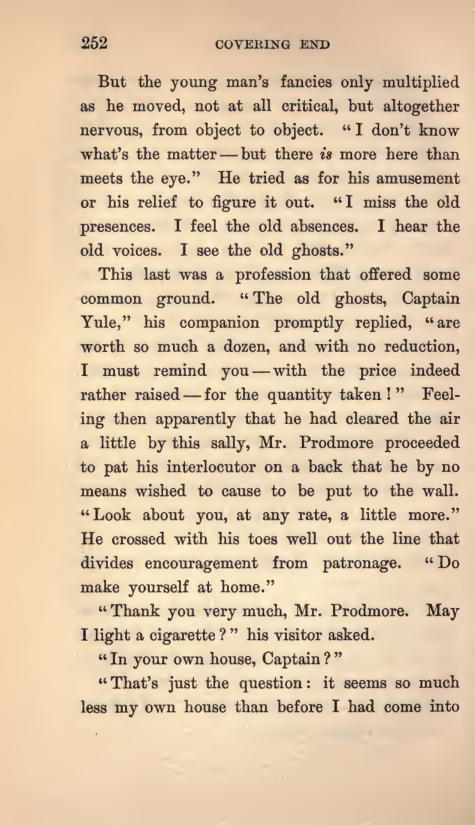 252 COVERING END
But the young man's fancies only multiplied
as he moved, not at all critical, but altogether
nervous, from object to object. “I don't know
what's the matter—but there is more here than
meets the eye.” He tried as for his amusement
or his relief to figure it out. “I miss the old
presences. I feel the old absences. I hear the
old voices. I see the old ghosts.”
This last was a profession that offered some
common ground. “The old ghosts, Captain
Yule,” his companion promptly replied, “are
worth so much a dozen, and with no reduction,
I must remind you—with the price indeed
rather raised—for the quantity taken!” Feel-
ing then apparently that he had cleared the air
a little by this sally, Mr. Prodmore proceeded
to pat his interlocutor on a back that he by no
means wished to cause to be put to the wall.
“Look about you, at any rate, a little more.”
He crossed with his toes well out the line that
divides encouragement from patronage. “Do
make yourself at home.”
“Thank you very much, Mr. Prodmore. May
I light a cigarette?” his visitor asked.
“In your own house, Captain?”
“That's just the question: it seems so much
less my own house than before I had come into